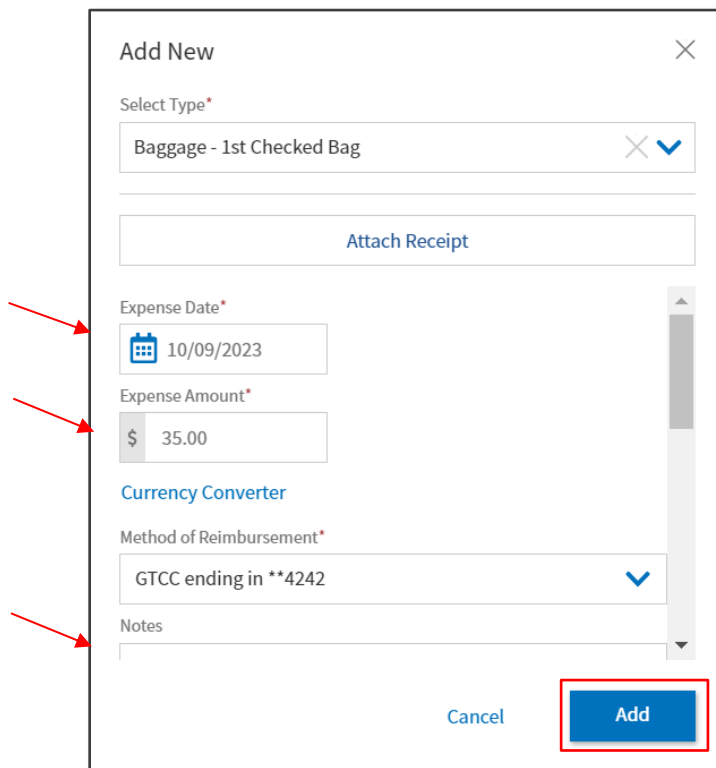 Add New
Select Type*
Baggage - 1st Checked Bag
Attach Receipt
Expense Date*
10/09/2023
Expense Amount*
$ 35.00
Currency Converter
Method of Reimbursement*
GTCC ending in **4242
Notes
Cancel Add